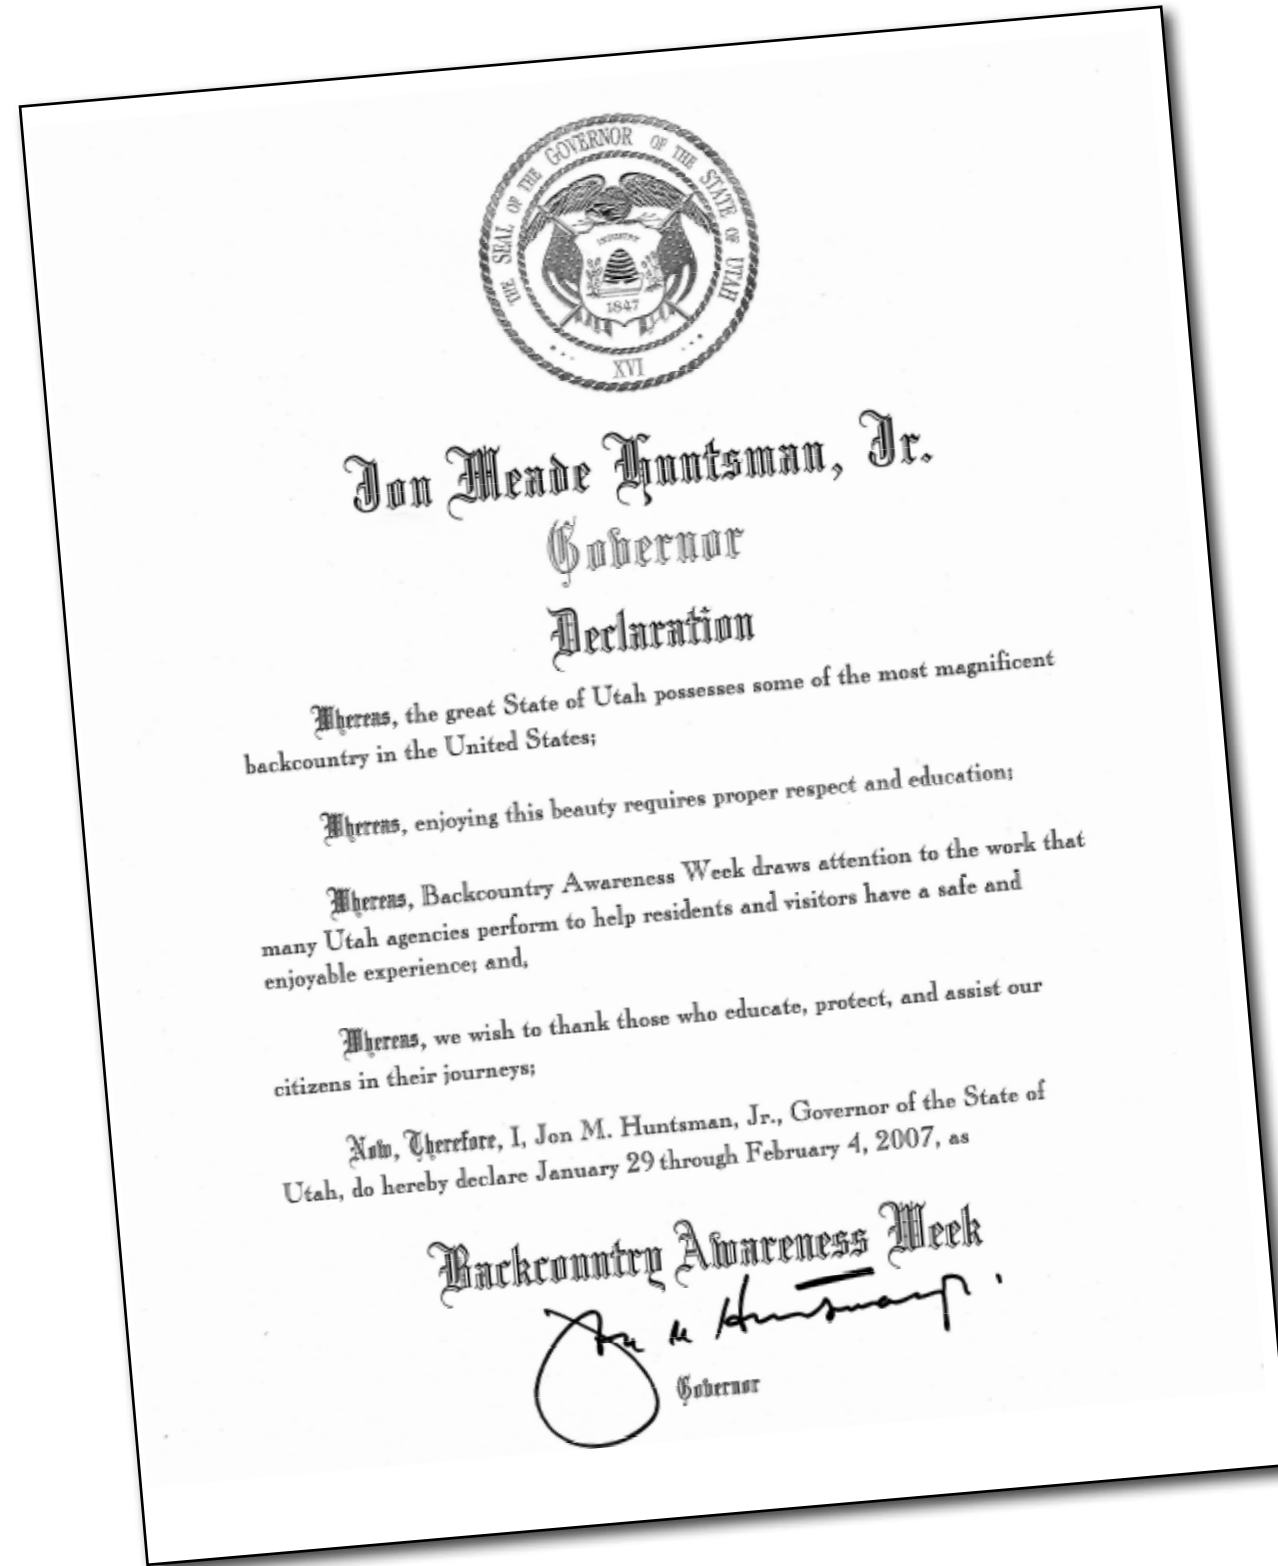 THE SEAL OF THE GOVERNOR OF THE STATE OF UTAH
INDUSTRY
1847
XVI
Jon Meade Huntsman, Jr.
Governor
Declaration
Whereas, the great State of Utah possesses some of the most magnificent
backcountry in the United States;
Whereas, enjoying this beauty requires proper respect and education;
Whereas, Backcountry Awareness Week draws attention to the work that
many Utah agencies perform to help residents and visitors have a safe and
enjoyable experience; and,
Whereas, we wish to thank those who educate, protect, and assist our
citizens in their journeys;
Now, Therefore, I, Jon M. Huntsman, Jr., Governor of the State of
Utah, do hereby declare January 29 through February 4, 2007, as
Backcountry Awareness Week
Jon M Huntsman Jr.
Governor